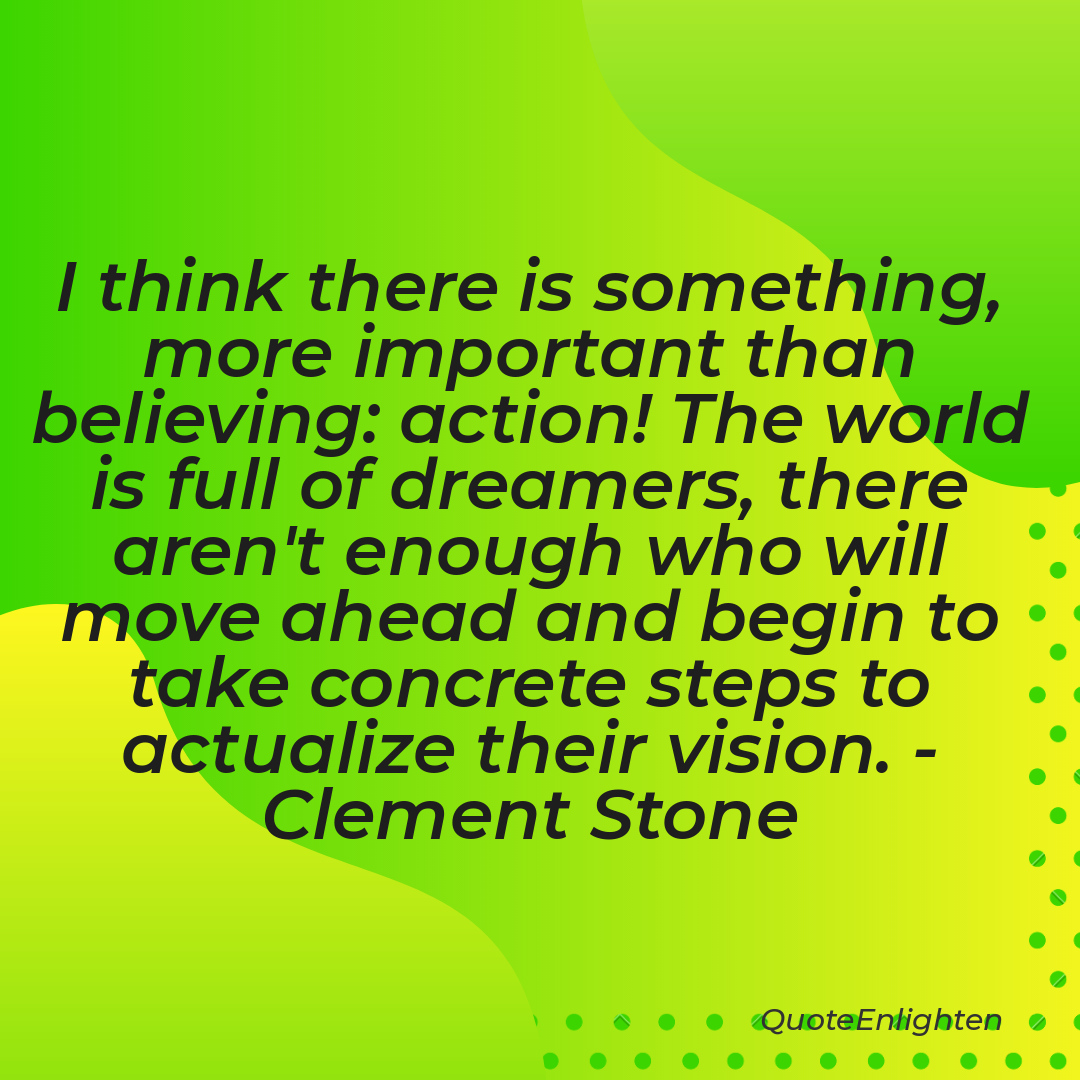 I think there is something,
more important than
believing: action! The world
is full of dreamers, there
aren't enough who will
move ahead and begin to
take concrete steps to
actualize their vision. -
Clement Stone
QuoteEnlighten